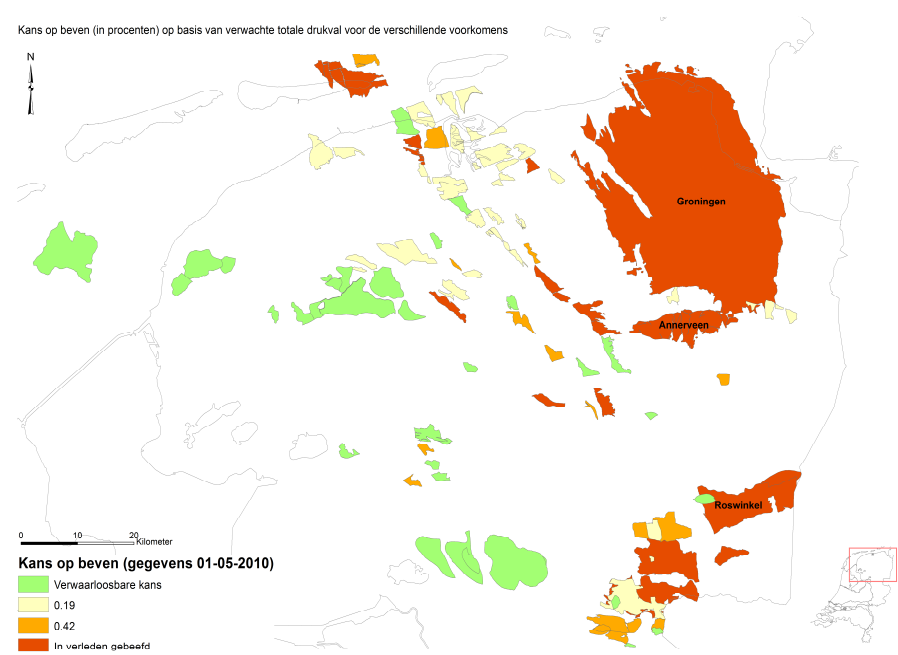 Kans op beven (in procenten) op basis van verwachte totale drukval voor de verschillende voorkomens
N
Groningen
Annerveen
Roswinkel
0 10 20
Kilometer
Kans op beven (gegevens 01-05-2010)
Verwaarloosbare kans
0.19
0.42
In verleden gebeefd